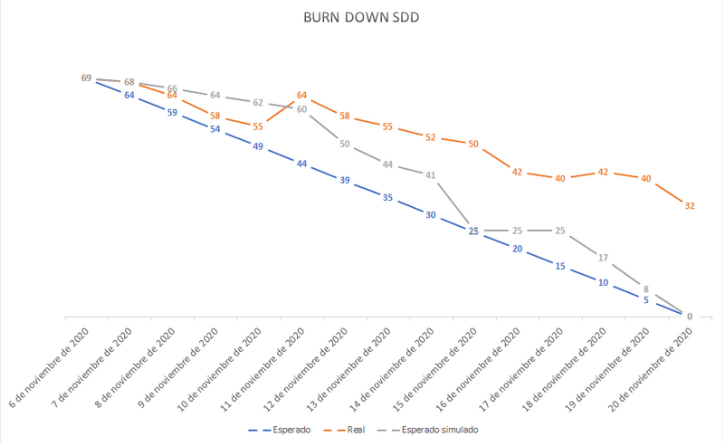 BURN DOWN SDD
69
68
64
66
64
59
64
58
54
62
55
49
64
60
44
58
50
39
55
44
35
52
41
30
50
25
42
25
20
40
25
15
42
17
10
40
8
5
32
0
6 de noviembre de 2020
7 de noviembre de 2020
8 de noviembre de 2020
9 de noviembre de 2020
10 de noviembre de 2020
11 de noviembre de 2020
12 de noviembre de 2020
13 de noviembre de 2020
14 de noviembre de 2020
15 de noviembre de 2020
16 de noviembre de 2020
17 de noviembre de 2020
18 de noviembre de 2020
19 de noviembre de 2020
20 de noviembre de 2020
Esperado Real Esperado simulado